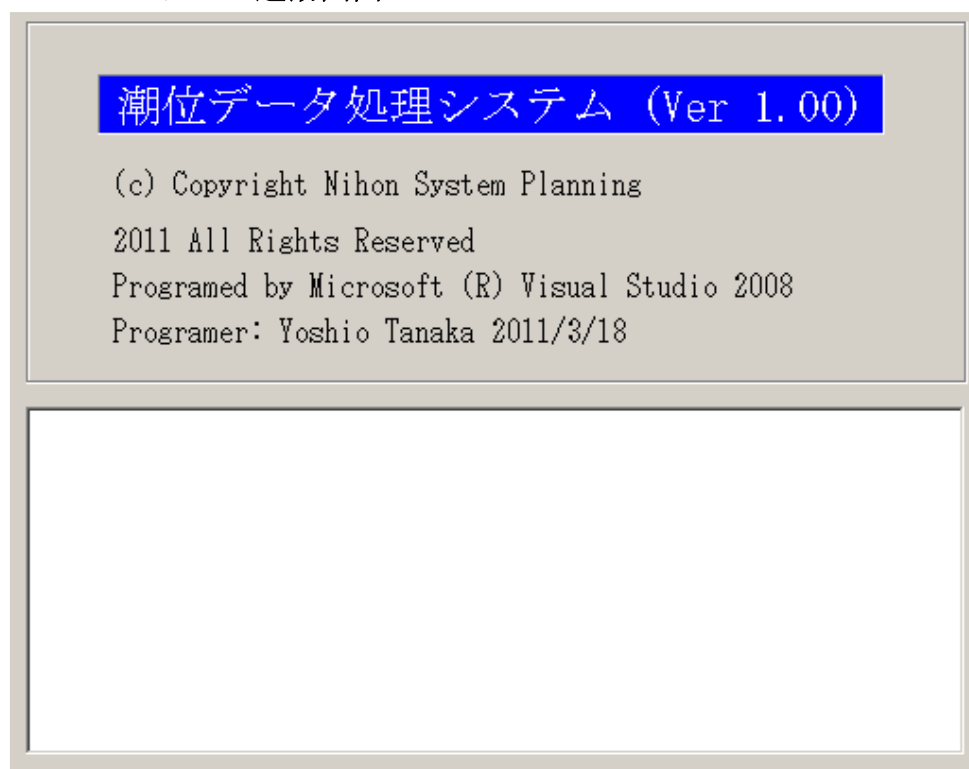 潮位データ処理システム (Ver 1.00)
(c) Copyright Nihon System Planning
2011 All Rights Reserved
Programed by Microsoft (R) Visual Studio 2008
Programer: Yoshio Tanaka 2011/3/18